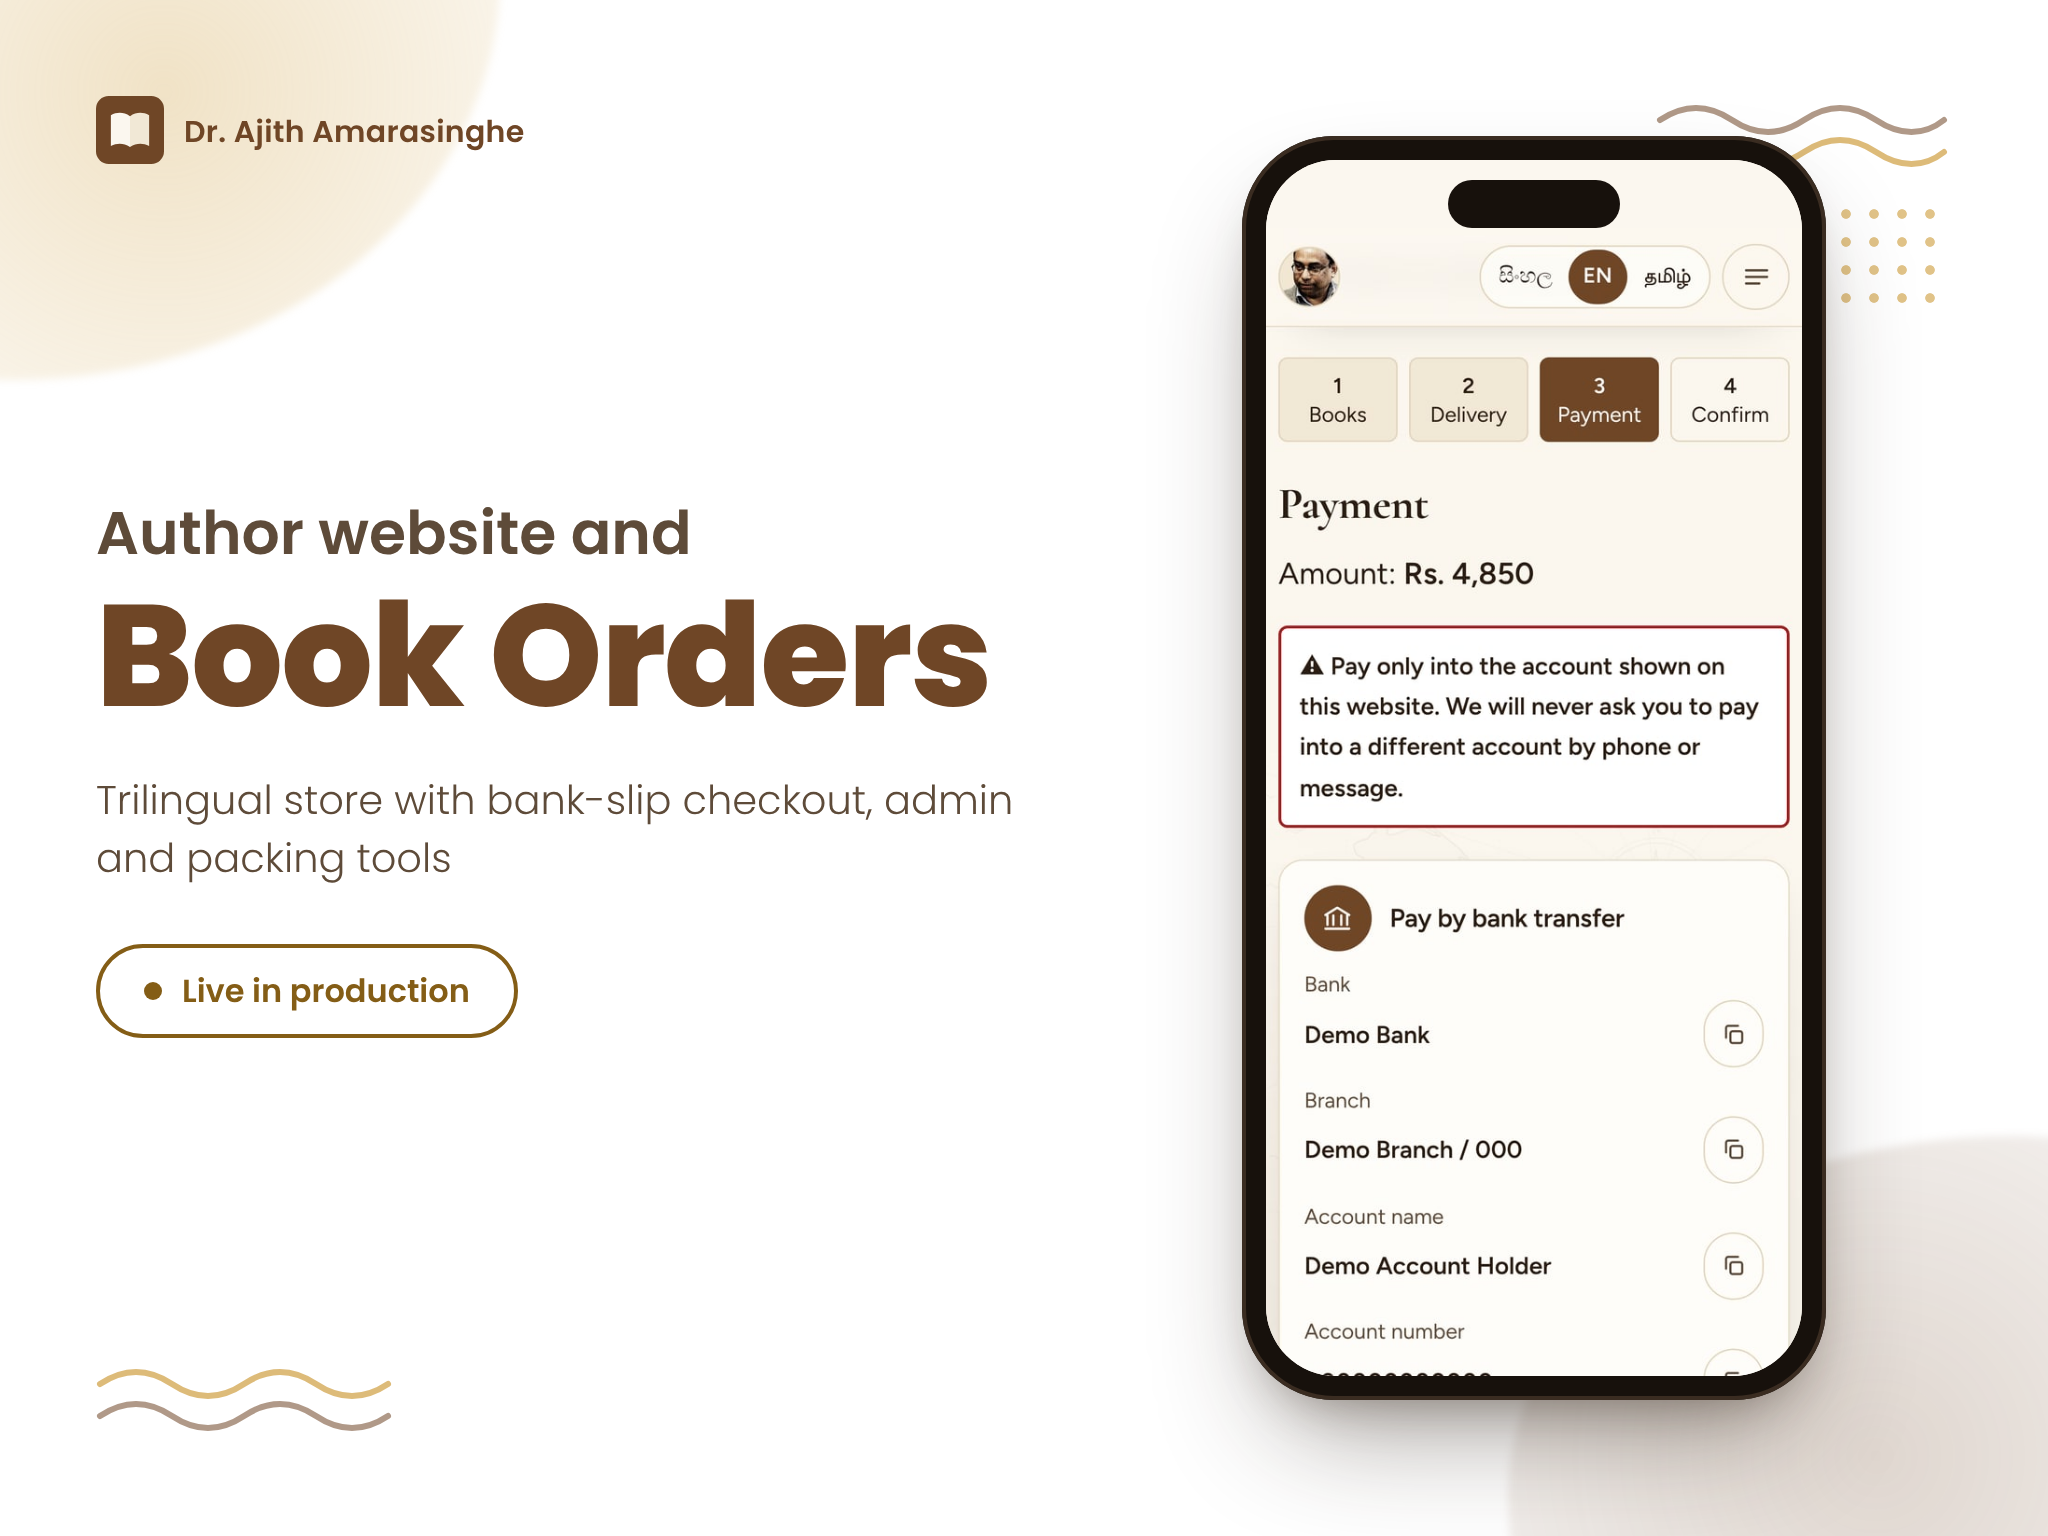 Dr. Ajith Amarasinghe
Author website and
Book Orders
Trilingual store with bank-slip checkout, admin
and packing tools
Live in production
සිංහල EN தமிழ்
1 2 3 4
Books Delivery Payment Confirm
Payment
Amount: Rs. 4,850
⚠ Pay only into the account shown on
this website. We will never ask you to pay
into a different account by phone or
message.
Pay by bank transfer
Bank
Demo Bank
Branch
Demo Branch / 000
Account name
Demo Account Holder
Account number